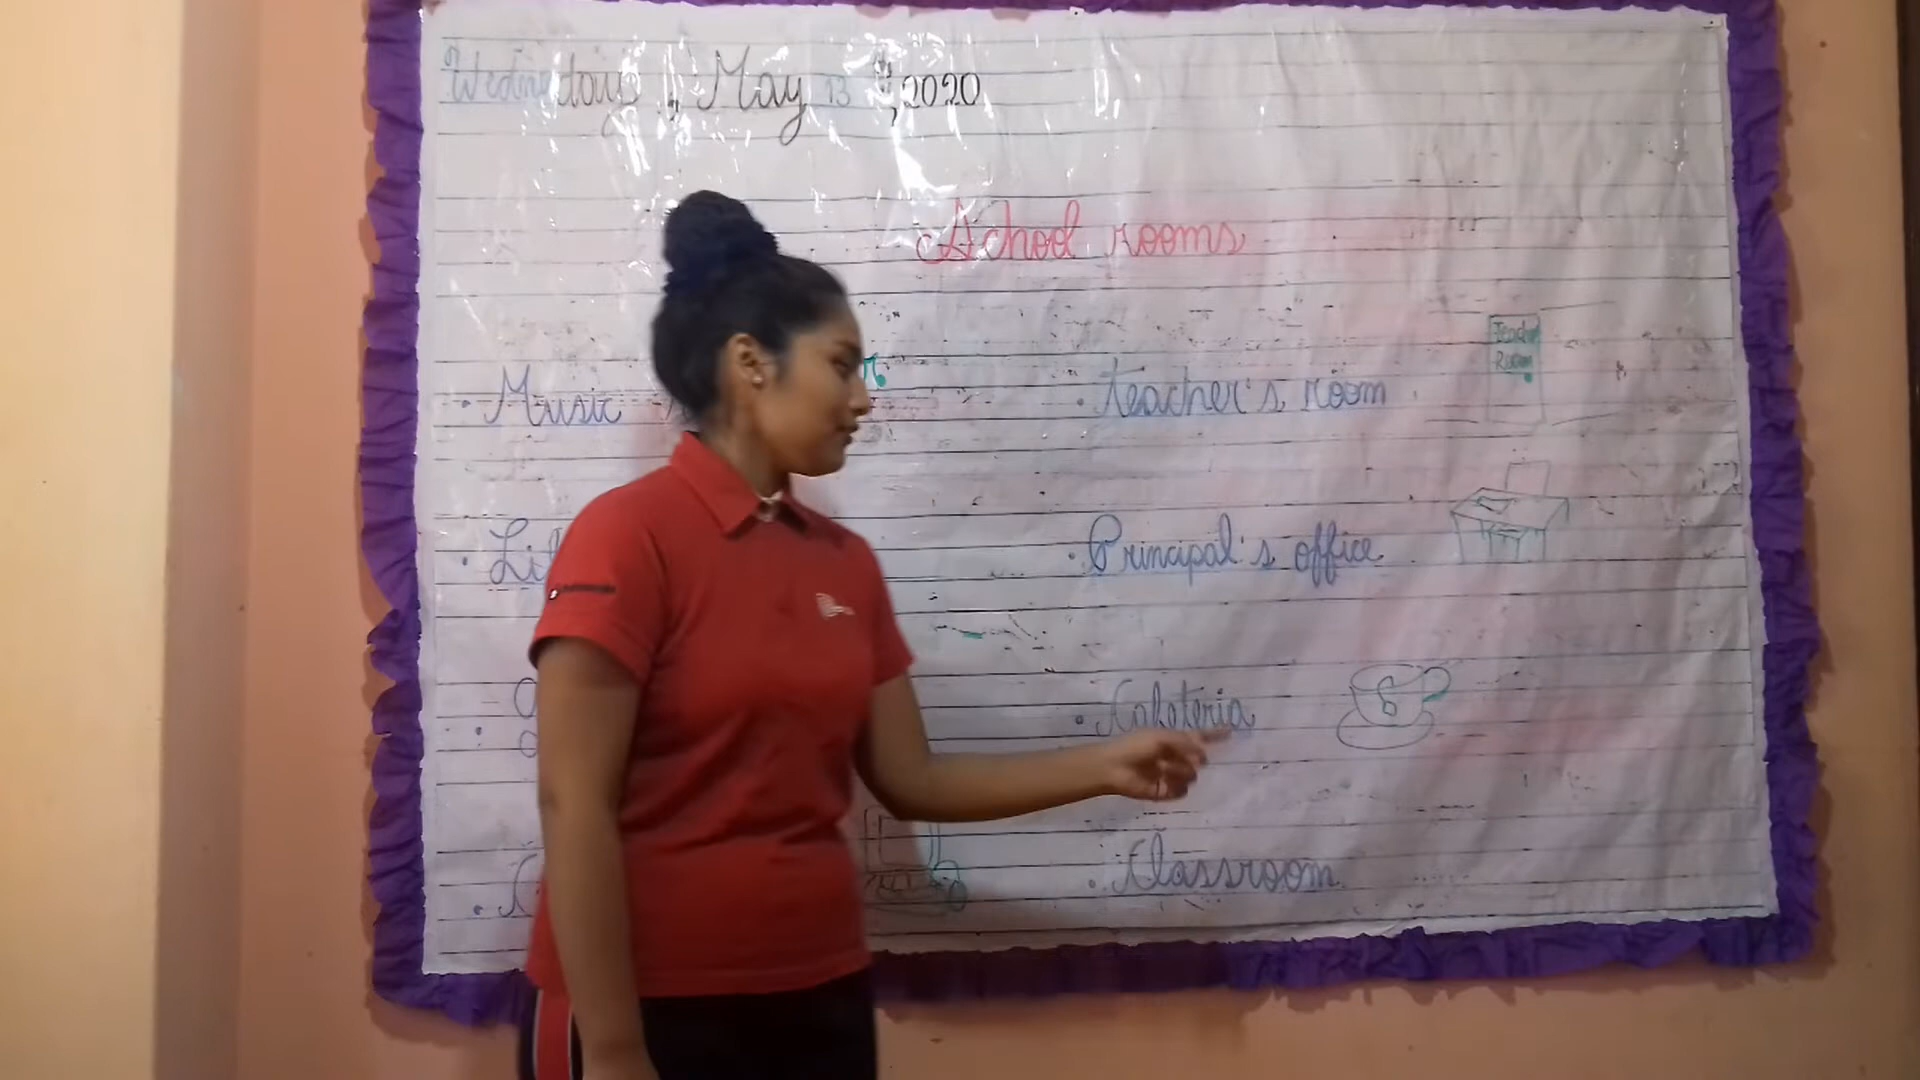 Wednesday, May 13th, 2020
School rooms
• Music
• teacher's room
Teacher
Room
• Principal's office
• Cafeteria
• Classroom